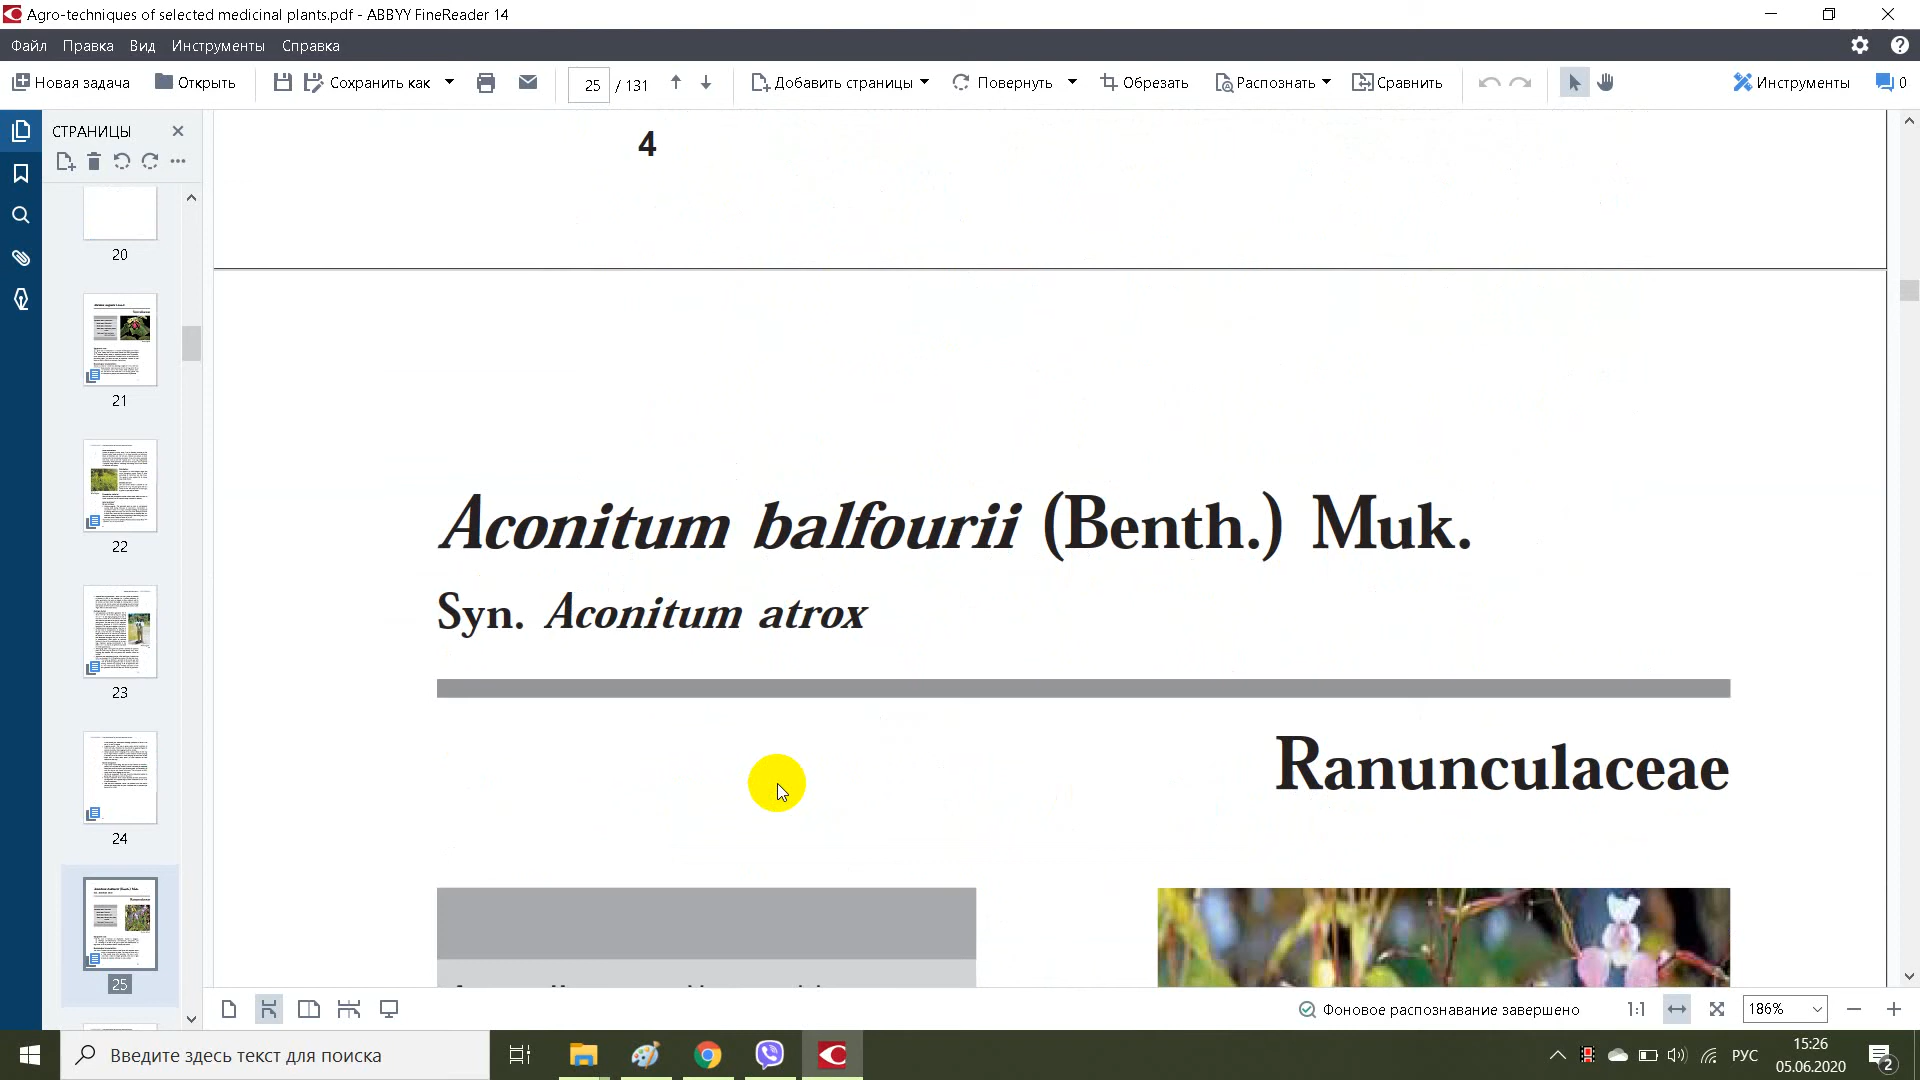 Agro-techniques of selected medicinal plants.pdf - ABBYY FineReader 14
Файл Правка Вид Инструменты Справка
Новая задача Открыть Сохранить как 25 / 131 Добавить страницы Повернуть Обрезать Распознать Сравнить Инструменты 0
СТРАНИЦЫ
20
21
22
23
24
25
4
Aconitum balfourii (Benth.) Muk.
Syn. Aconitum atrox
Ranunculaceae
Фоновое распознавание завершено 1:1 186%
Введите здесь текст для поиска
РУС
15:26
05.06.2020
2